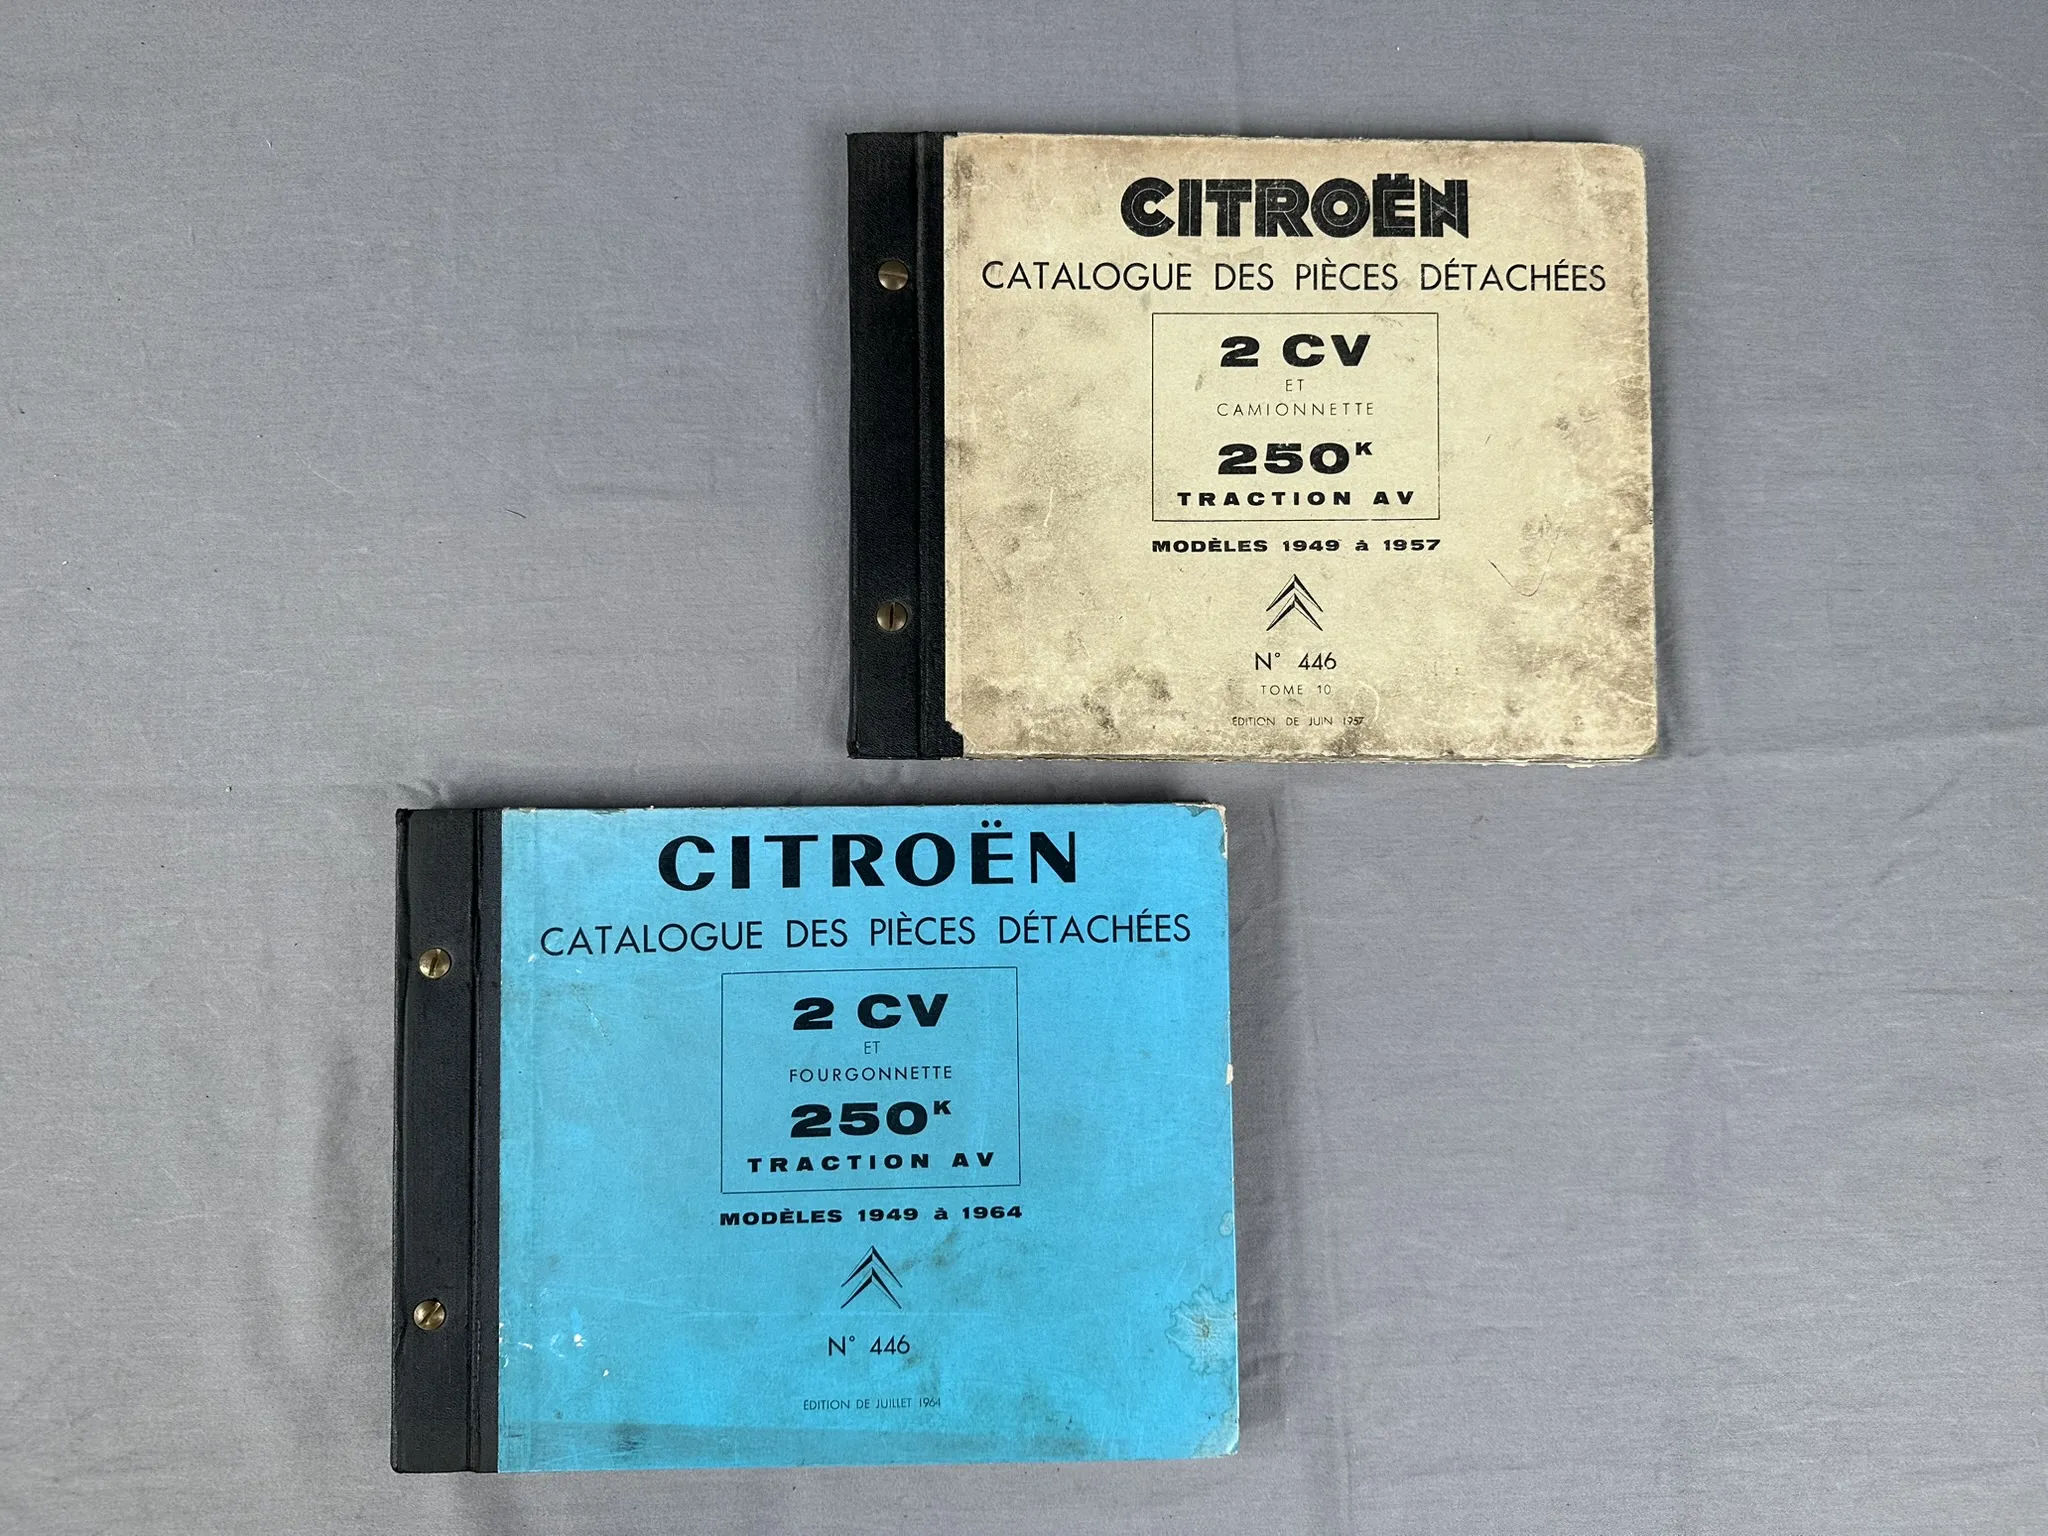 CITROËN
CATALOGUE DES PIÈCES DÉTACHÉES
2 CV
ET
CAMIONNETTE
250K
TRACTION AV
MODÈLES 1949 à 1957
N° 446
TOME 10
ÉDITION DE JUIN 1957
CITROËN
CATALOGUE DES PIÈCES DÉTACHÉES
2 CV
ET
FOURGONNETTE
250K
TRACTION AV
MODÈLES 1949 à 1964
N° 446
ÉDITION DE JUILLET 1964